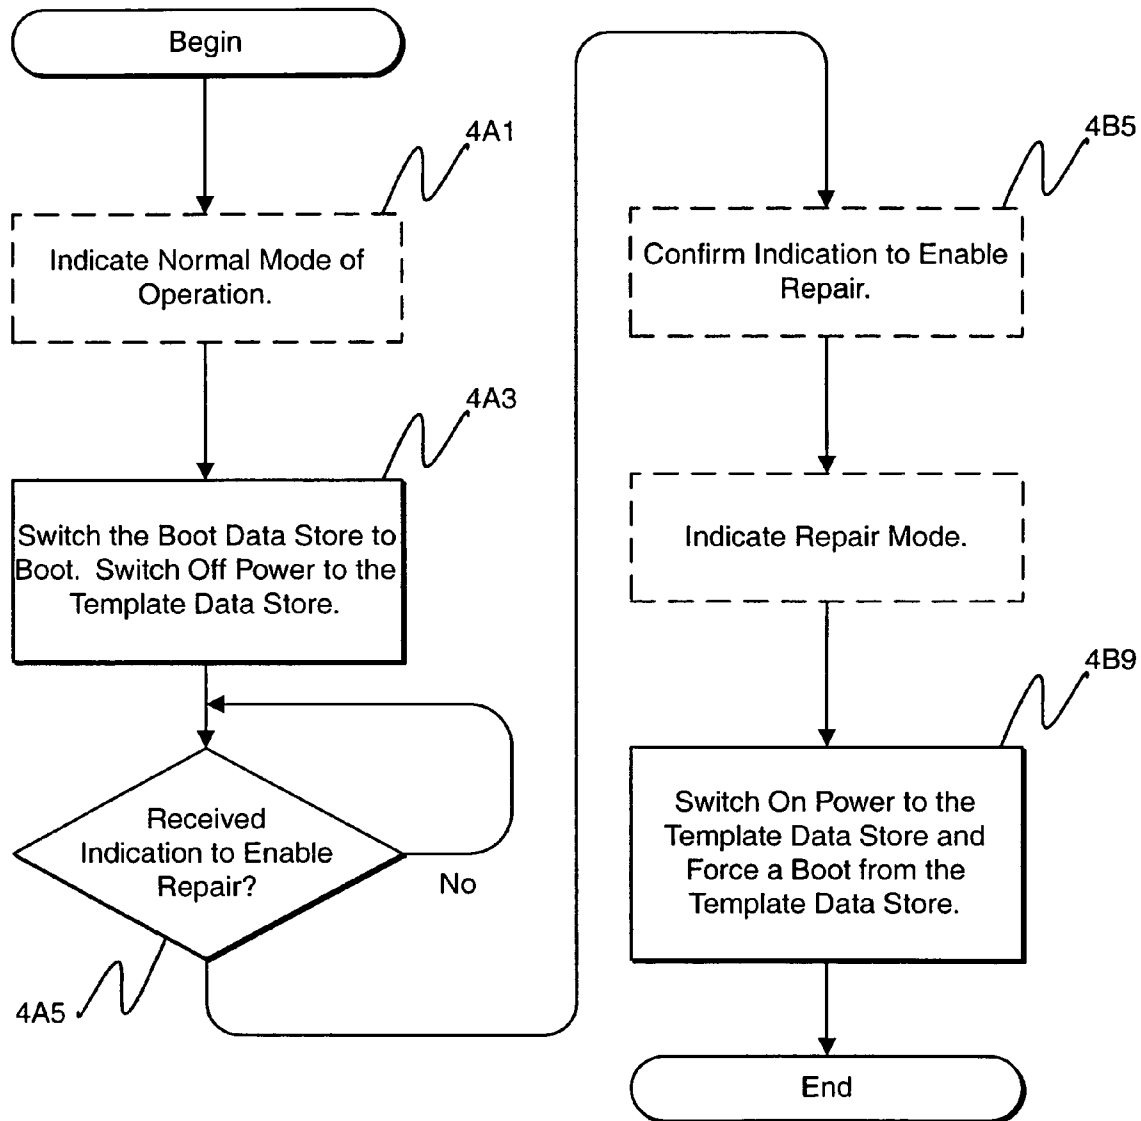 Begin
4A1
Indicate Normal Mode of
Operation.
4A3
Switch the Boot Data Store to
Boot.  Switch Off Power to the
Template Data Store.
Received
Indication to Enable
Repair?
No
4A5
4B5
Confirm Indication to Enable
Repair.
Indicate Repair Mode.
4B9
Switch On Power to the
Template Data Store and
Force a Boot from the
Template Data Store.
End